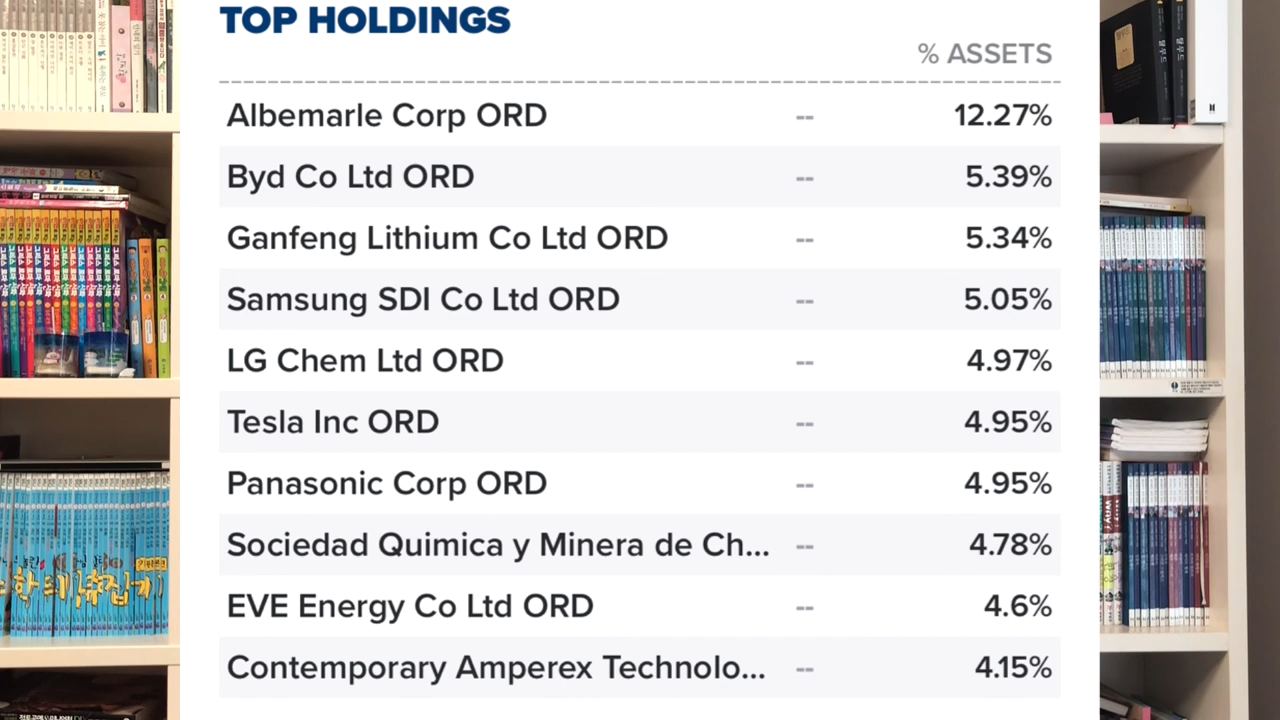 TOP HOLDINGS
% ASSETS
Albemarle Corp ORD -- 12.27%
Byd Co Ltd ORD -- 5.39%
Ganfeng Lithium Co Ltd ORD -- 5.34%
Samsung SDI Co Ltd ORD -- 5.05%
LG Chem Ltd ORD -- 4.97%
Tesla Inc ORD -- 4.95%
Panasonic Corp ORD -- 4.95%
Sociedad Quimica y Minera de Ch... -- 4.78%
EVE Energy Co Ltd ORD -- 4.6%
Contemporary Amperex Technolo... -- 4.15%